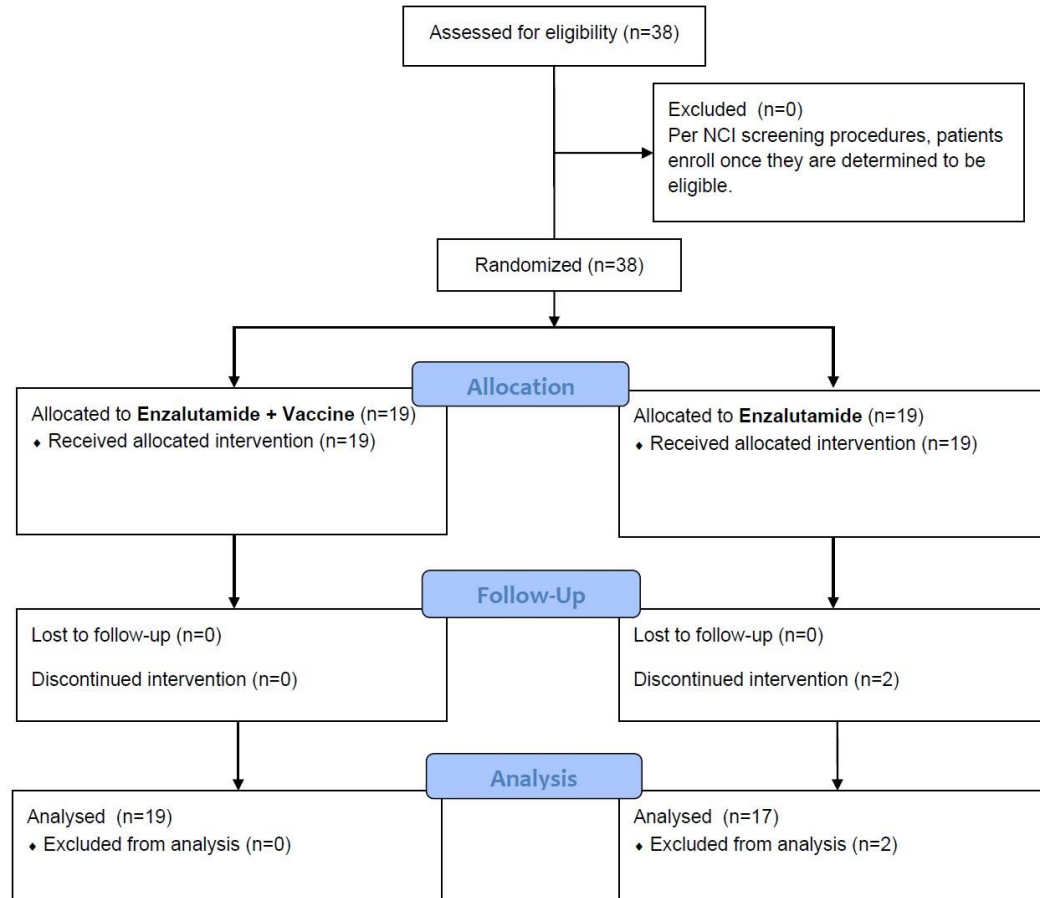 Assessed for eligibility (n=38)
Excluded (n=0)
Per NCI screening procedures, patients
enroll once they are determined to be
eligible.
Randomized (n=38)
Allocation
Allocated to Enzalutamide + Vaccine (n=19)
♦ Received allocated intervention (n=19)
Allocated to Enzalutamide (n=19)
♦ Received allocated intervention (n=19)
Follow-Up
Lost to follow-up (n=0)
Discontinued intervention (n=0)
Lost to follow-up (n=0)
Discontinued intervention (n=2)
Analysis
Analysed (n=19)
♦ Excluded from analysis (n=0)
Analysed (n=17)
♦ Excluded from analysis (n=2)